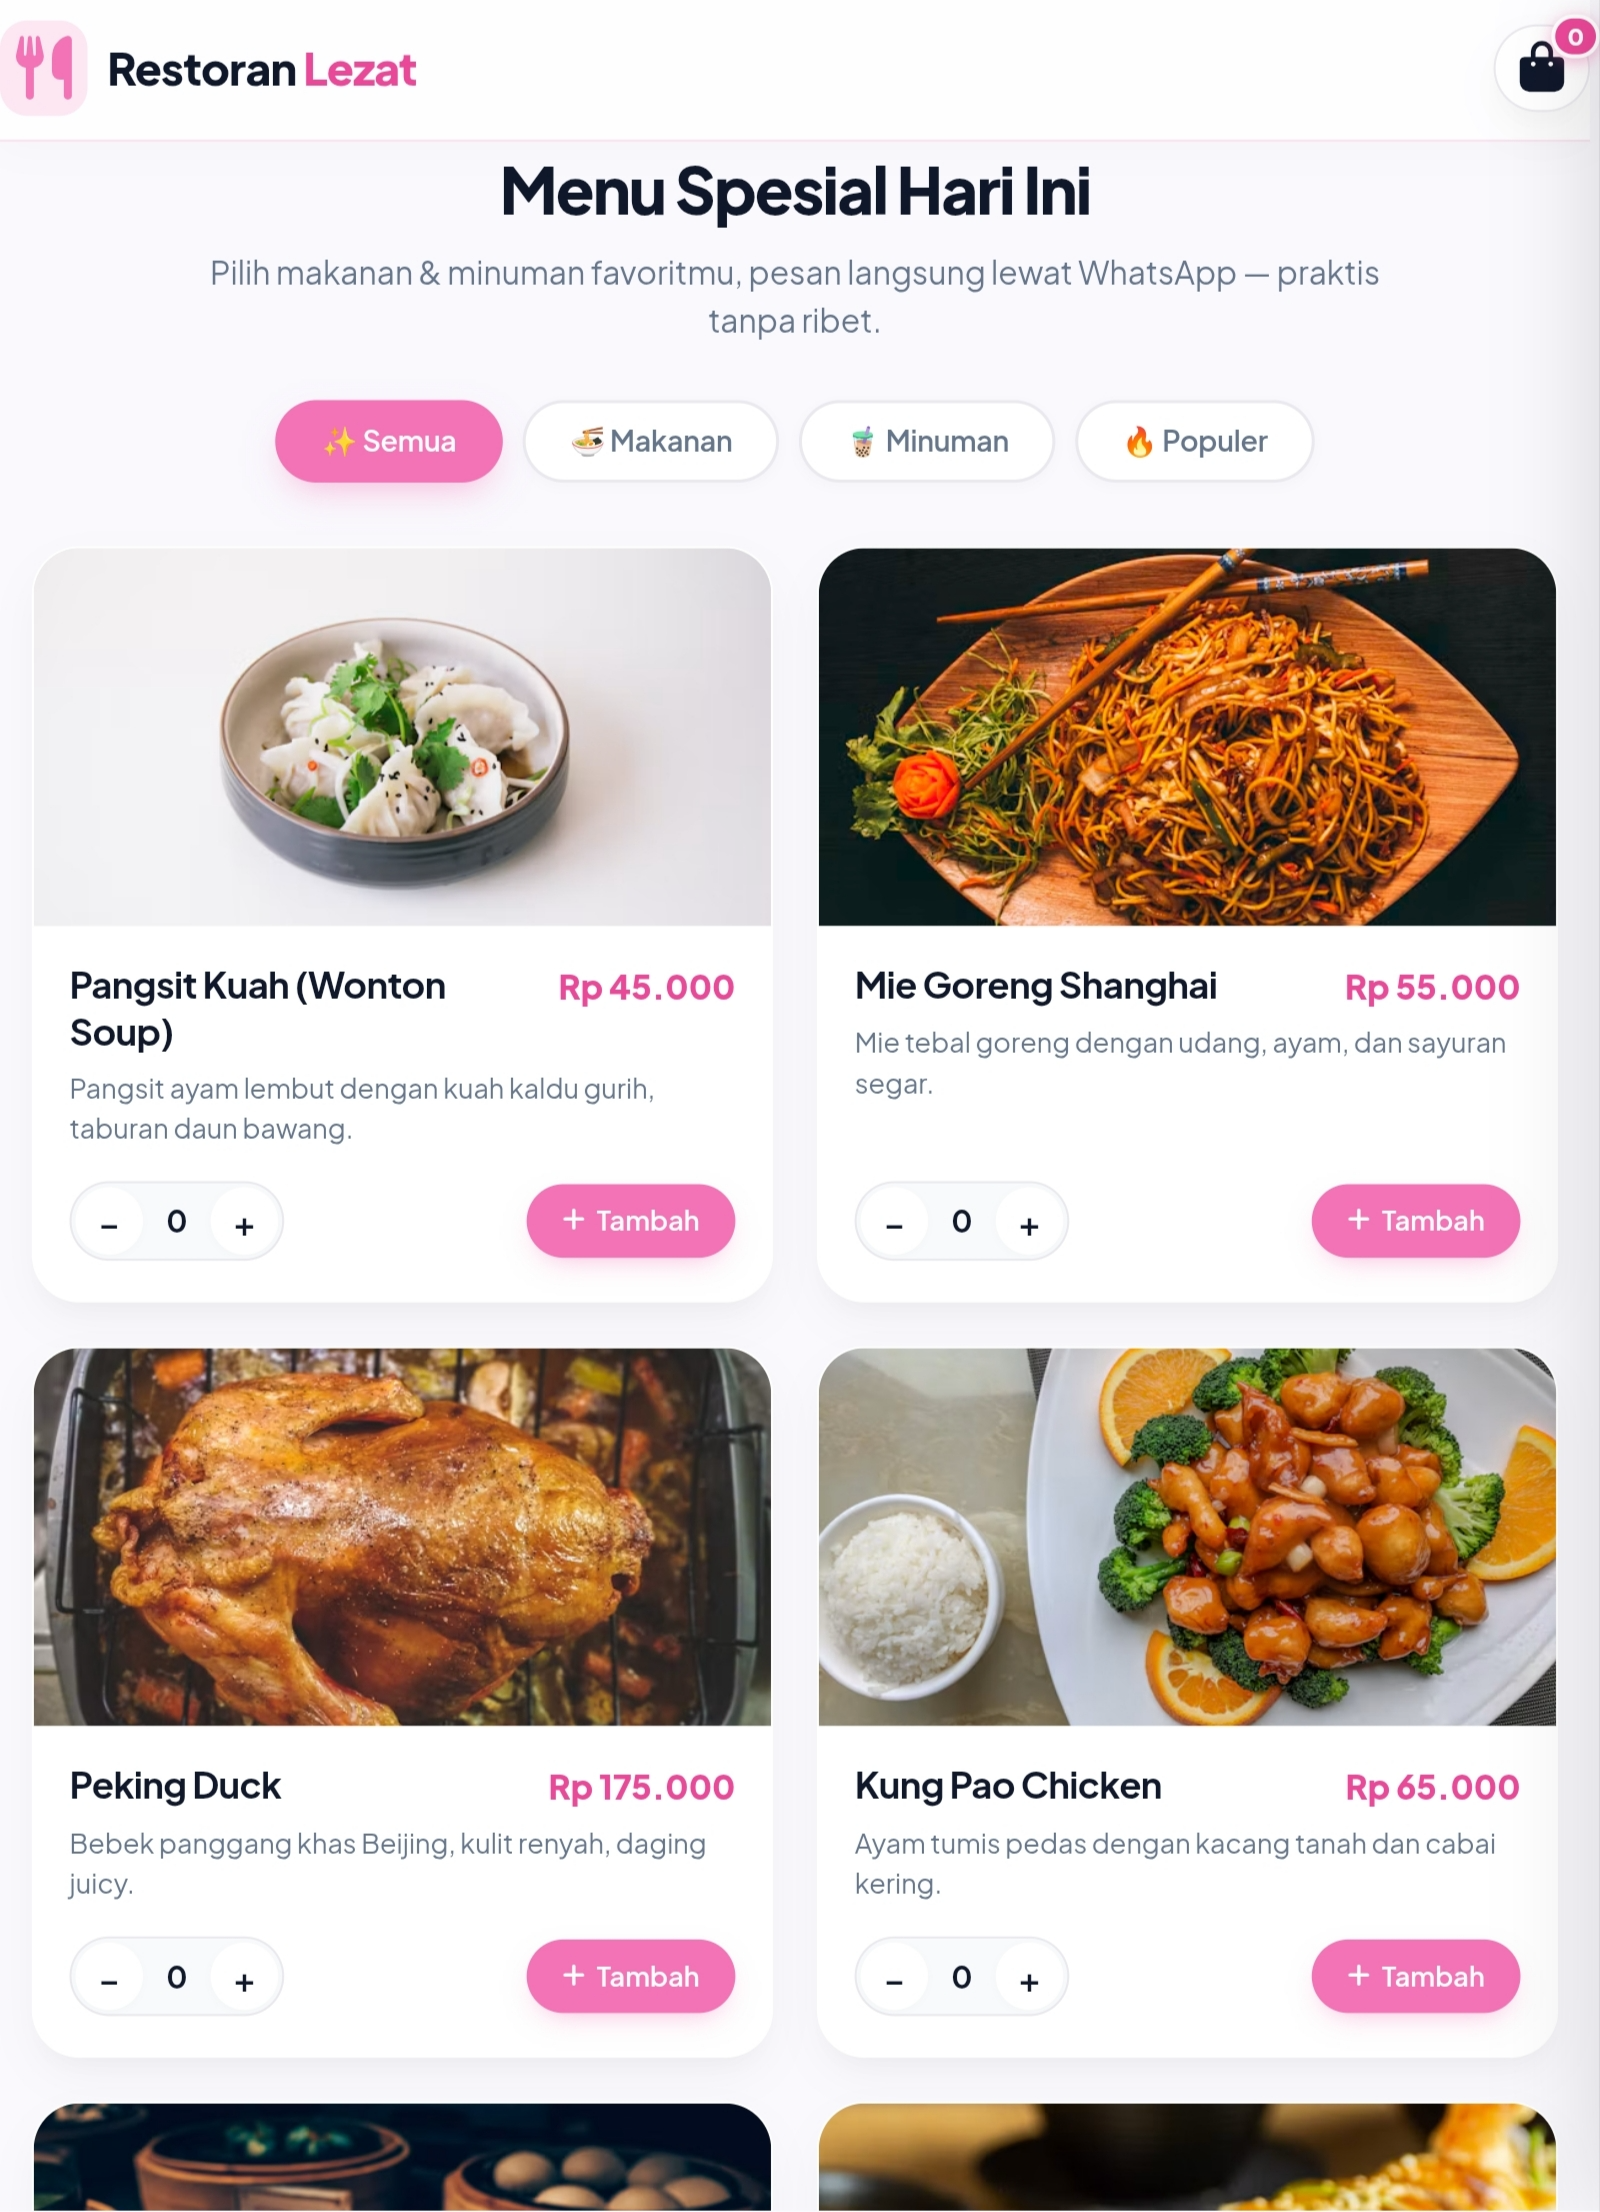 Restoran Lezat
0
Menu Spesial Hari Ini
Pilih makanan & minuman favoritmu, pesan langsung lewat WhatsApp — praktis
tanpa ribet.
✨ Semua
🍜 Makanan
🧋 Minuman
🔥 Populer
Pangsit Kuah (Wonton
Soup)
Rp 45.000
Pangsit ayam lembut dengan kuah kaldu gurih,
taburan daun bawang.
– 0 +
+ Tambah
Mie Goreng Shanghai
Rp 55.000
Mie tebal goreng dengan udang, ayam, dan sayuran
segar.
– 0 +
+ Tambah
Peking Duck
Rp 175.000
Bebek panggang khas Beijing, kulit renyah, daging
juicy.
– 0 +
+ Tambah
Kung Pao Chicken
Rp 65.000
Ayam tumis pedas dengan kacang tanah dan cabai
kering.
– 0 +
+ Tambah